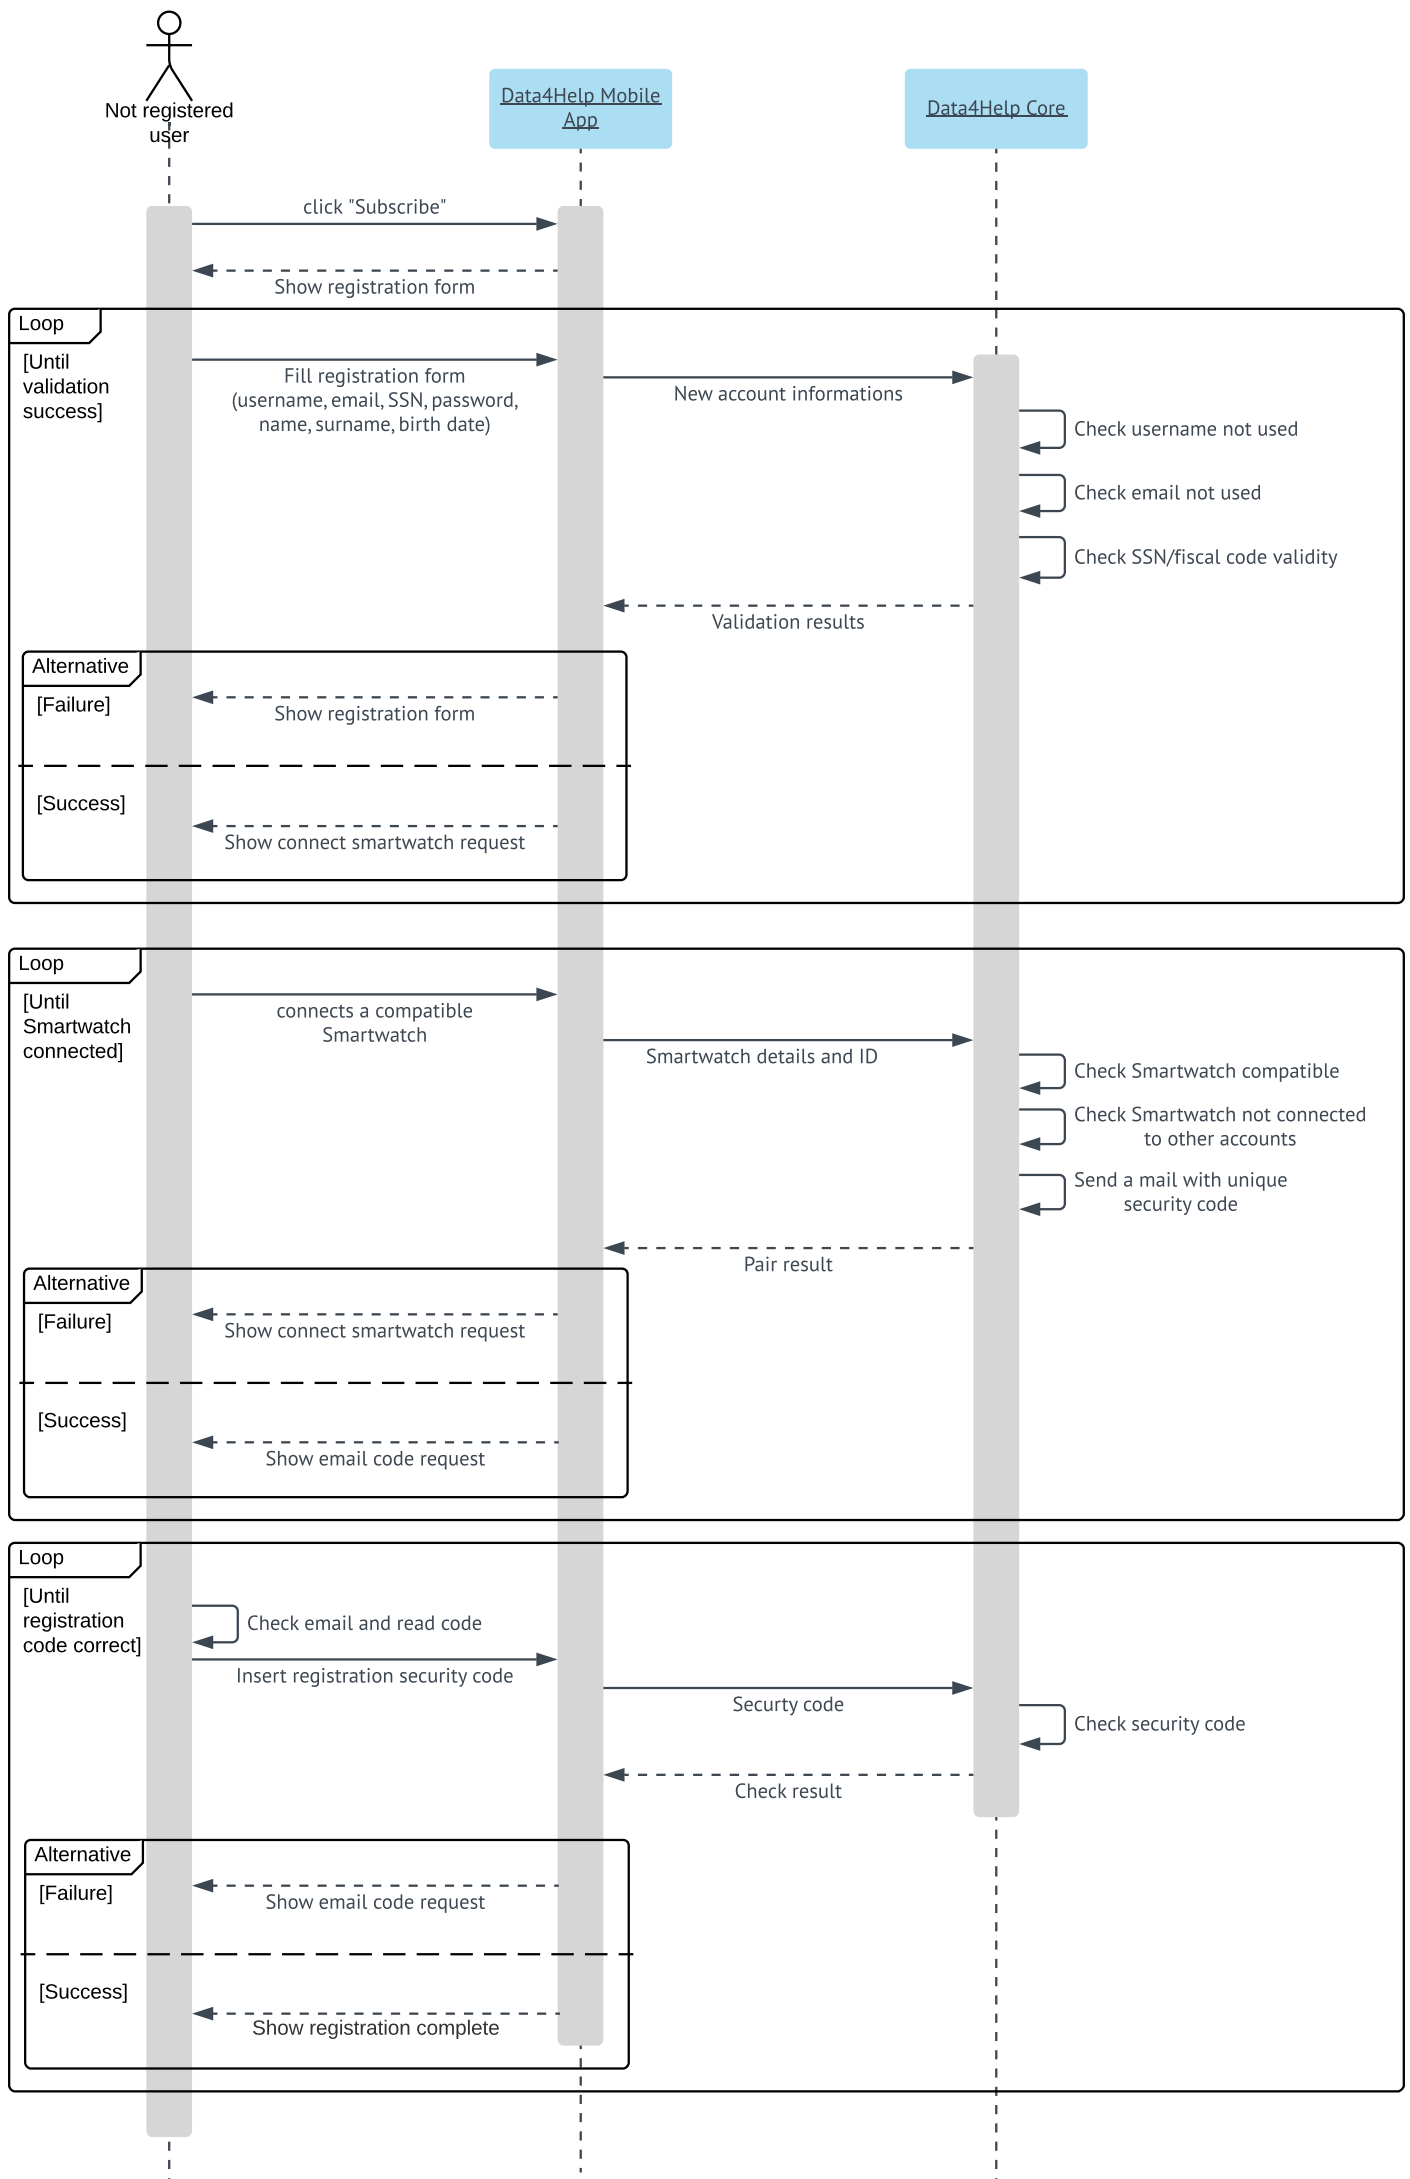 Not registered
user
Data4Help Mobile
App
Data4Help Core
click "Subscribe"
Show registration form
Loop
[Until
validation
success]
Fill registration form
(username, email, SSN, password,
name, surname, birth date)
New account informations
Check username not used
Check email not used
Check SSN/fiscal code validity
Validation results
Alternative
[Failure]
Show registration form
[Success]
Show connect smartwatch request
Loop
[Until
Smartwatch
connected]
connects a compatible
Smartwatch
Smartwatch details and ID
Check Smartwatch compatible
Check Smartwatch not connected
to other accounts
Send a mail with unique
security code
Pair result
Alternative
[Failure]
Show connect smartwatch request
[Success]
Show email code request
Loop
[Until
registration
code correct]
Check email and read code
Insert registration security code
Securty code
Check security code
Check result
Alternative
[Failure]
Show email code request
[Success]
Show registration complete